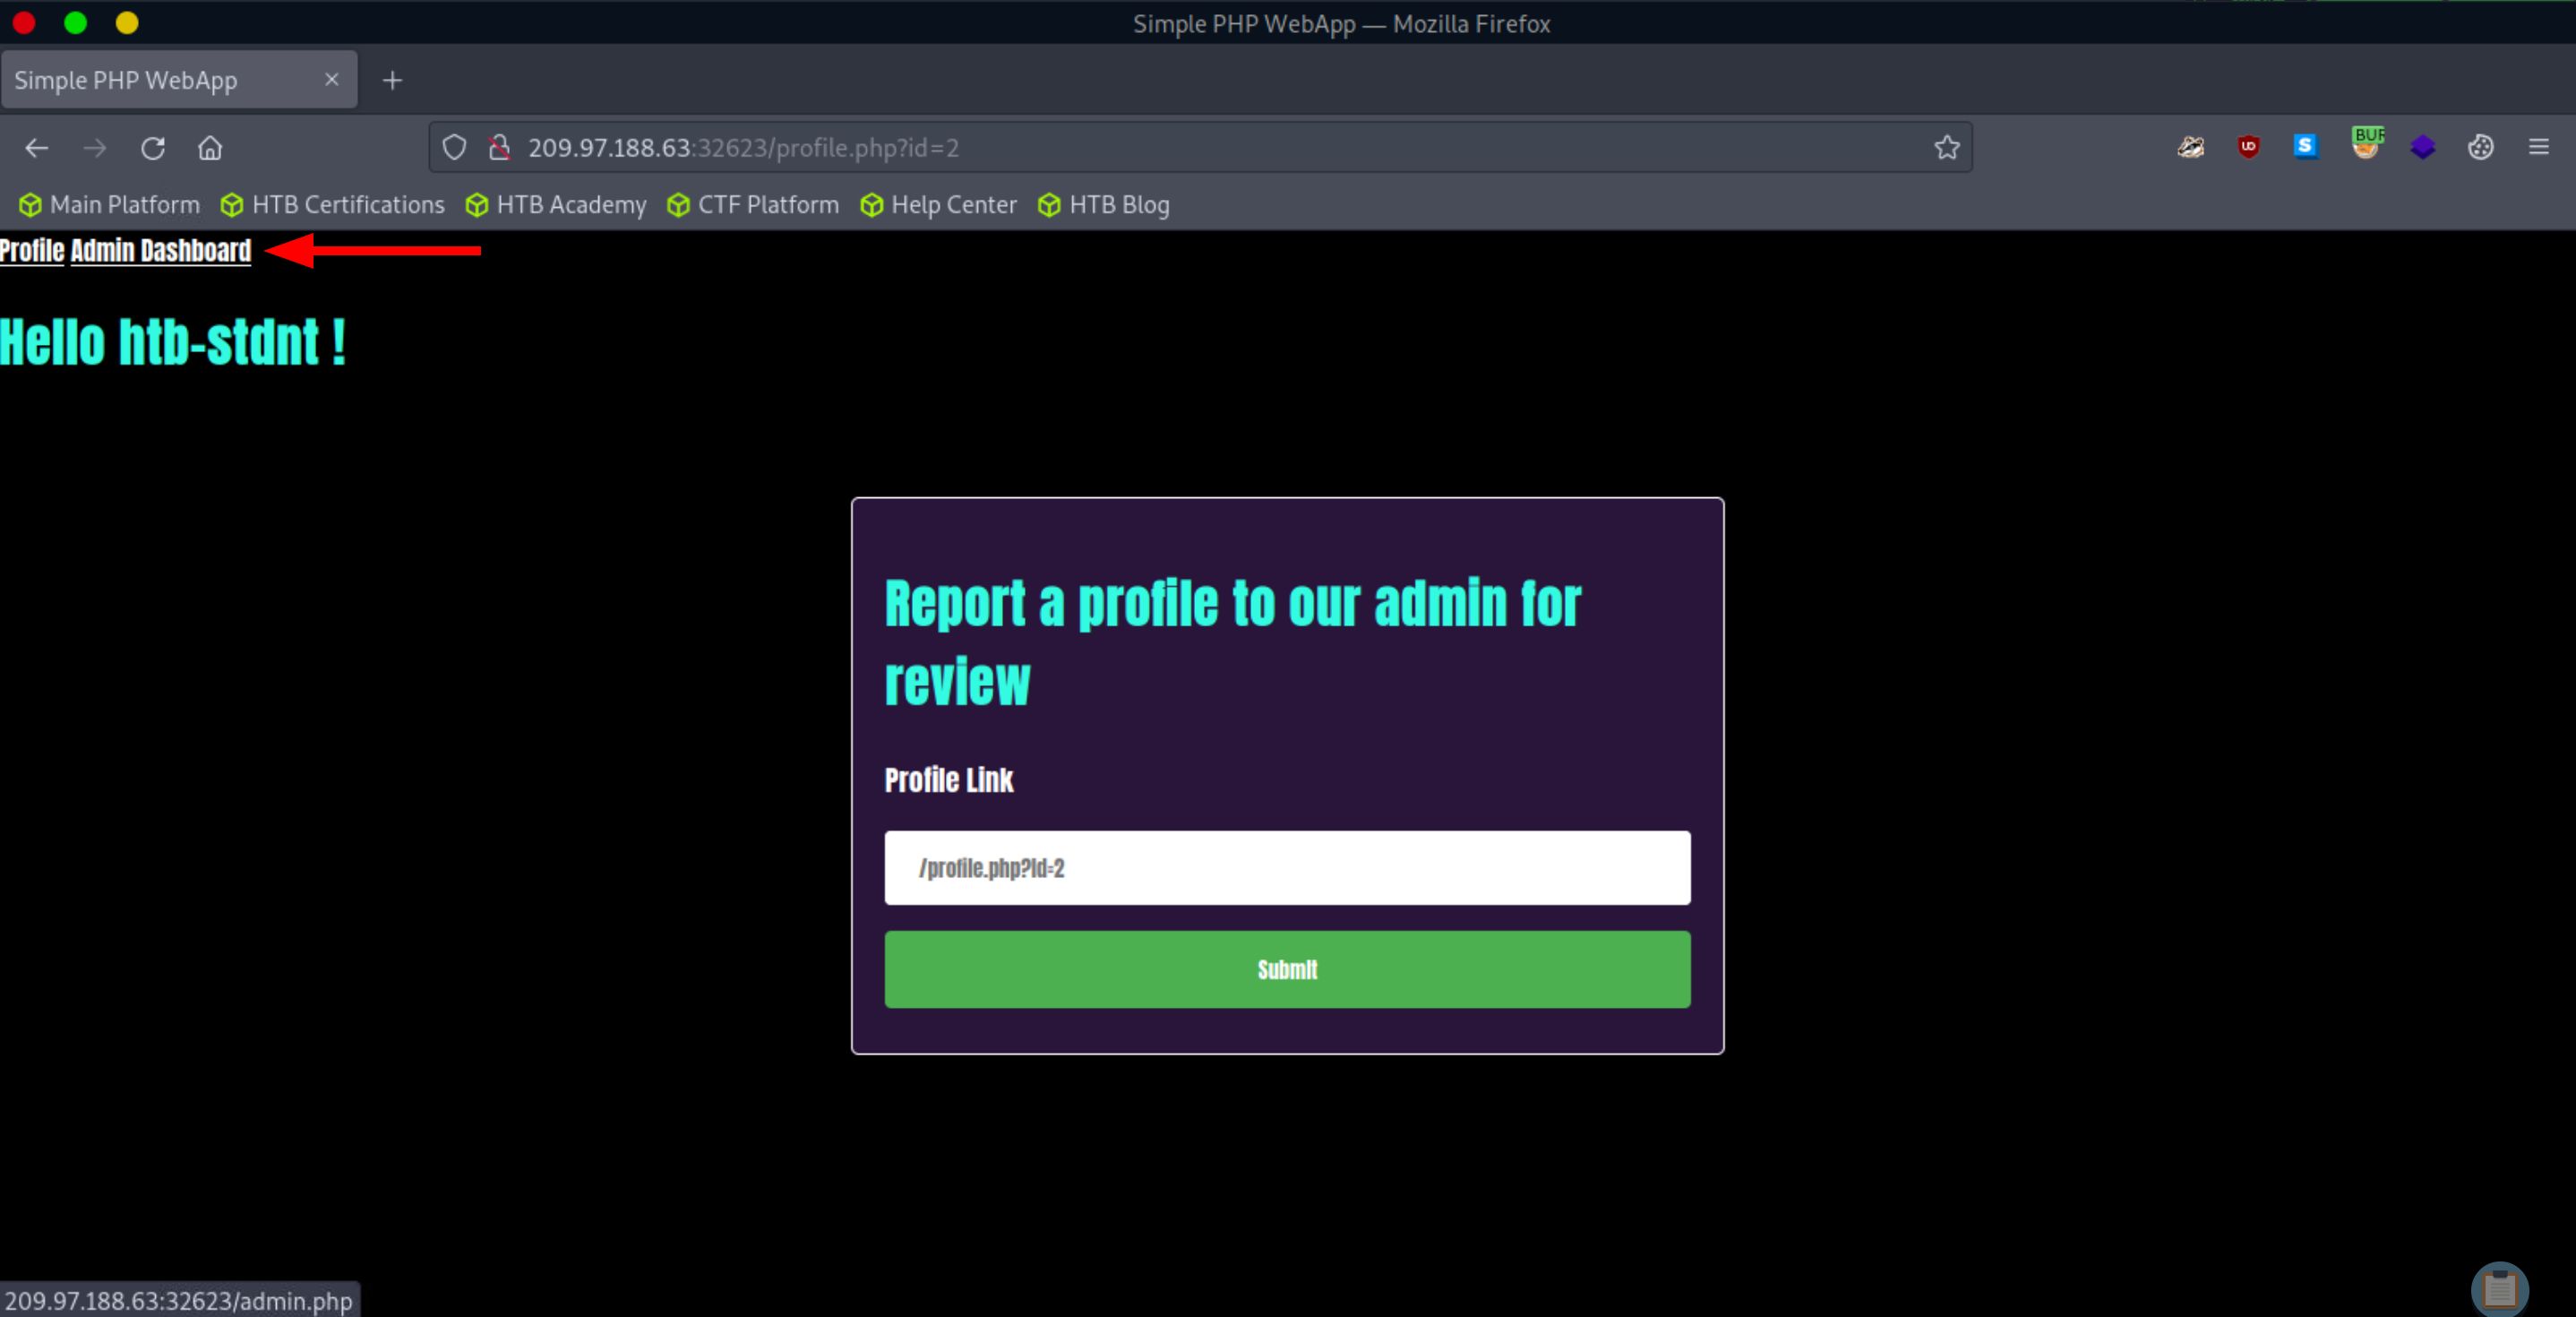 Simple PHP WebApp — Mozilla Firefox
Simple PHP WebApp
209.97.188.63:32623/profile.php?id=2
BUR
Main Platform HTB Certifications HTB Academy CTF Platform Help Center HTB Blog
Profile Admin Dashboard
Hello htb-stdnt !
Report a profile to our admin for
review
Profile Link
/profile.php?id=2
Submit
209.97.188.63:32623/admin.php